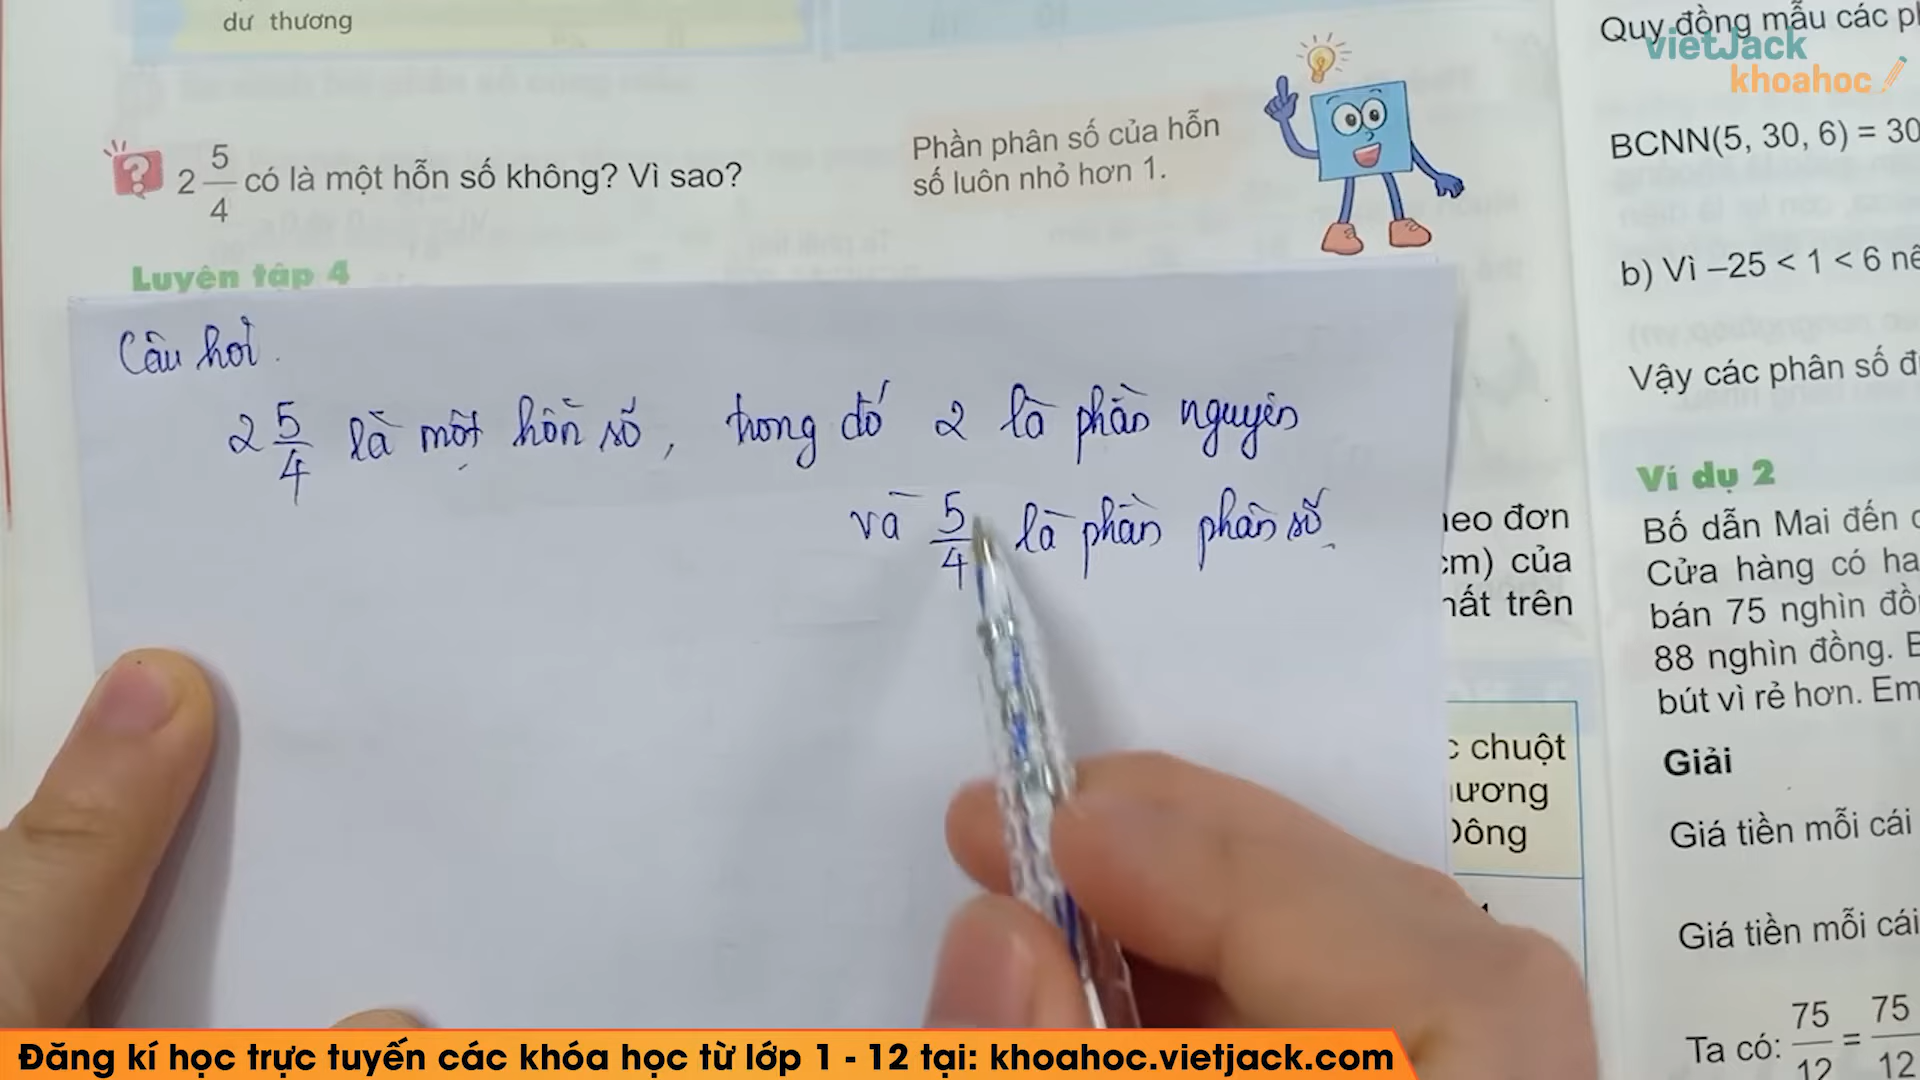 dư thương
2 5/4 có là một hỗn số không? Vì sao?
Phần phân số của hỗn
số luôn nhỏ hơn 1.
Luyện tập 4
Câu hỏi.
2 5/4 là một hỗn số, trong đó 2 là phần nguyên
và 5/4 là phần phân số.
heo đơn
cm) của
hất trên
c chuột
ương
Đông
vietJack
khoahoc
Quy đồng mẫu các
BCNN(5, 30, 6) = 30
b) Vì –25 < 1 < 6 nê
Vậy các phân số đ
Ví dụ 2
Bố dẫn Mai đến c
Cửa hàng có ha
bán 75 nghìn đồ
88 nghìn đồng.
bút vì rẻ hơn. Em
Giải
Giá tiền mỗi cái
Giá tiền mỗi cái
Ta có: 75/12 = 75/12
Đăng kí học trực tuyến các khóa học từ lớp 1 - 12 tại: khoahoc.vietjack.com